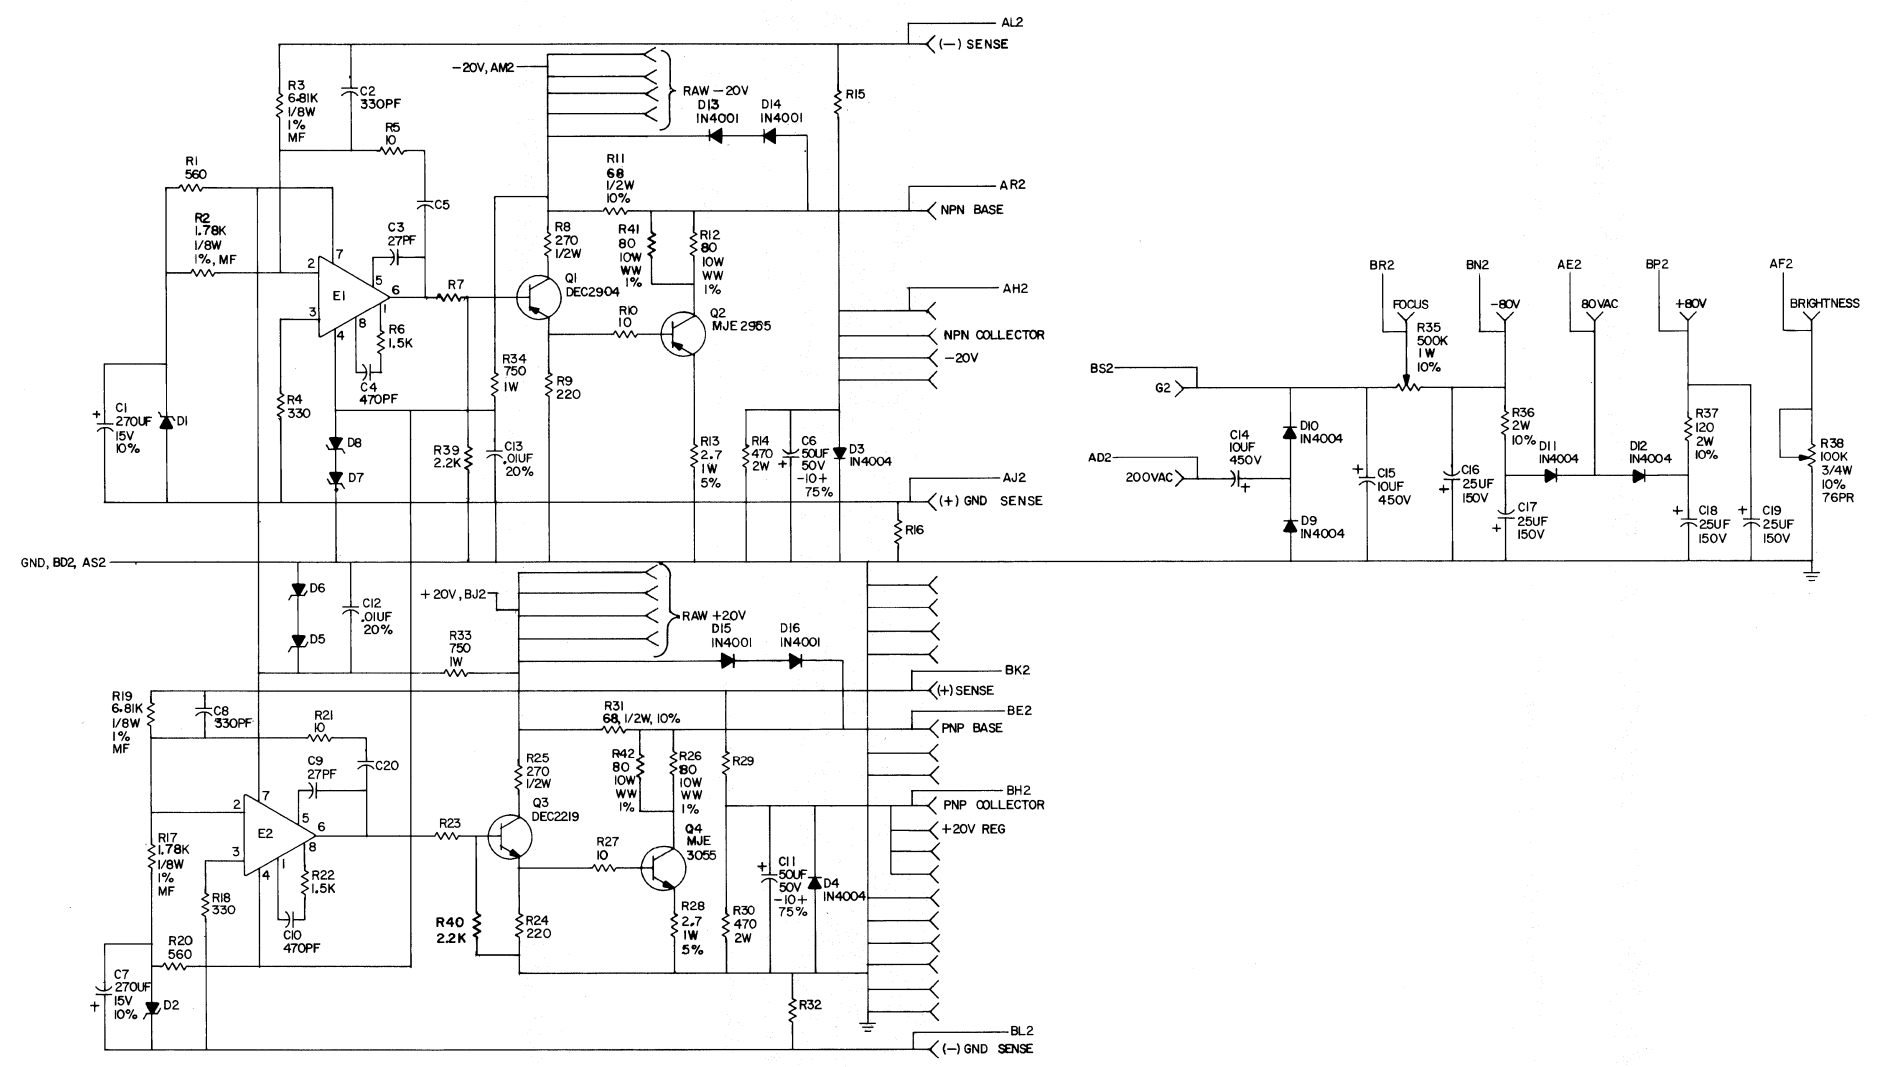 AL2
(–) SENSE
–20V, AM2
RAW –20V
R3
6.81K
1/8W
1%
MF
C2
330PF
R5
10
D13
IN4001
D14
IN4001
R15
R1
560
R11
68
1/2W
10%
AR2
NPN BASE
R2
1.78K
1/8W
1%, MF
C5
C3
27PF
R8
270
1/2W
R41
80
10W
WW
1%
R12
80
10W
WW
1%
2
7
5
E1
6
3
4
8
1
R7
Q1
DEC2904
AH2
NPN COLLECTOR
–20V
R6
1.5K
R10
10
Q2
MJE 2955
C4
470PF
R34
750
1W
R9
220
R4
330
C1
+
270UF
15V
10%
D1
D8
D7
R39
2.2K
C13
.01UF
20%
R13
2.7
1W
5%
R14
470
2W
C6
50UF
50V
–10+
75%
+
D3
IN4004
AJ2
(+) GND SENSE
R16
GND, BD2, AS2
BR2
FOCUS
R35
500K
1W
10%
BN2
–80V
AE2
80VAC
BP2
+80V
AF2
BRIGHTNESS
BS2
G2
AD2
200VAC
C14
10UF
450V
+
D10
IN4004
D9
IN4004
+
C15
10UF
450V
R36
2W
10%
D11
IN4004
D12
IN4004
R37
120
2W
10%
R38
100K
3/4W
10%
76PR
C16
25UF
150V
+
C17
25UF
150V
+
C18
25UF
150V
+
C19
25UF
150V
+
D6
D5
C12
.01UF
20%
+20V, BJ2
RAW +20V
D15
IN4001
D16
IN4001
R33
750
1W
BK2
(+) SENSE
R19
6.81K
1/8W
1%
MF
C8
330PF
R21
10
R31
68, 1/2W, 10%
BE2
PNP BASE
C9
27PF
C20
R25
270
1/2W
R42
80
10W
WW
1%
R26
80
10W
WW
1%
R29
BH2
PNP COLLECTOR
+20V REG
2
7
5
E2
6
3
4
1
8
R23
Q3
DEC2219
R27
10
Q4
MJE
3055
R17
1.78K
1/8W
1%
MF
R18
330
R22
1.5K
C10
470PF
R20
560
R40
2.2K
R24
220
R28
2.7
1W
5%
R30
470
2W
+
C11
50UF
50V
–10+
75%
D4
IN4004
C7
270UF
15V
10%
+
D2
R32
BL2
(–) GND SENSE